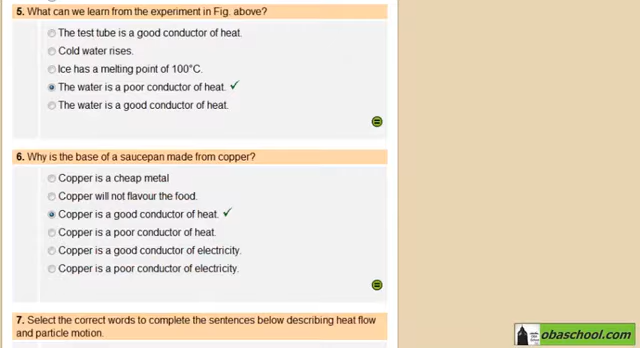 5. What can we learn from the experiment in Fig. above?
The test tube is a good conductor of heat.
Cold water rises.
Ice has a melting point of 100°C.
The water is a poor conductor of heat.
The water is a good conductor of heat.
6. Why is the base of a saucepan made from copper?
Copper is a cheap metal
Copper will not flavour the food.
Copper is a good conductor of heat.
Copper is a poor conductor of heat.
Copper is a good conductor of electricity.
Copper is a poor conductor of electricity.
7. Select the correct words to complete the sentences below describing heat flow
and particle motion.
obaschool.com